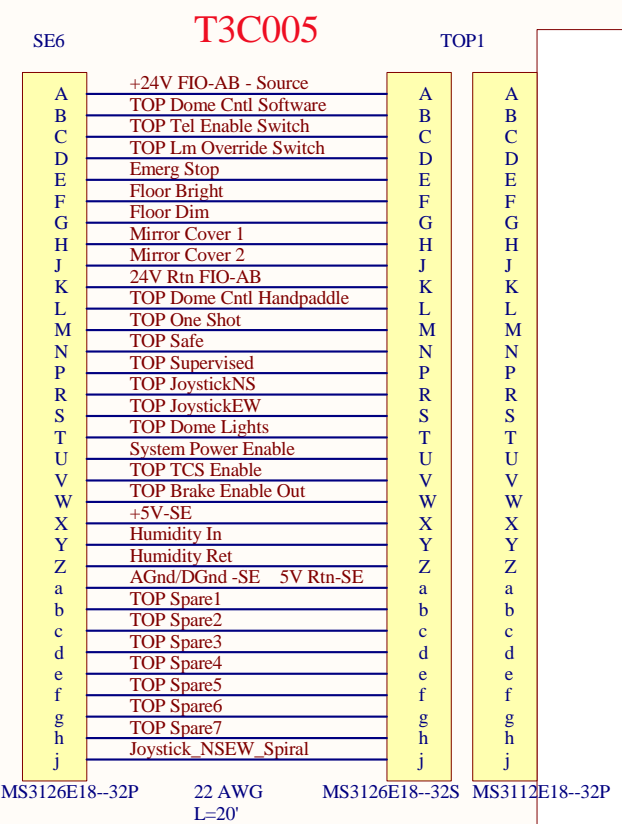 T3C005
SE6 TOP1
A +24V FIO-AB - Source A A
B TOP Dome Cntl Software B B
C TOP Tel Enable Switch C C
D TOP Lm Override Switch D D
E Emerg Stop E E
F Floor Bright F F
G Floor Dim G G
H Mirror Cover 1 H H
J Mirror Cover 2 J J
K 24V Rtn FIO-AB K K
L TOP Dome Cntl Handpaddle L L
M TOP One Shot M M
N TOP Safe N N
P TOP Supervised P P
R TOP JoystickNS R R
S TOP JoystickEW S S
T TOP Dome Lights T T
U System Power Enable U U
V TOP TCS Enable V V
W TOP Brake Enable Out W W
X +5V-SE X X
Y Humidity In Y Y
Z Humidity Ret Z Z
a AGnd/DGnd -SE 5V Rtn-SE a a
b TOP Spare1 b b
c TOP Spare2 c c
d TOP Spare3 d d
e TOP Spare4 e e
f TOP Spare5 f f
g TOP Spare6 g g
h TOP Spare7 h h
j Joystick_NSEW_Spiral j j
MS3126E18--32P 22 AWG MS3126E18--32S MS3112E18--32P
L=20'